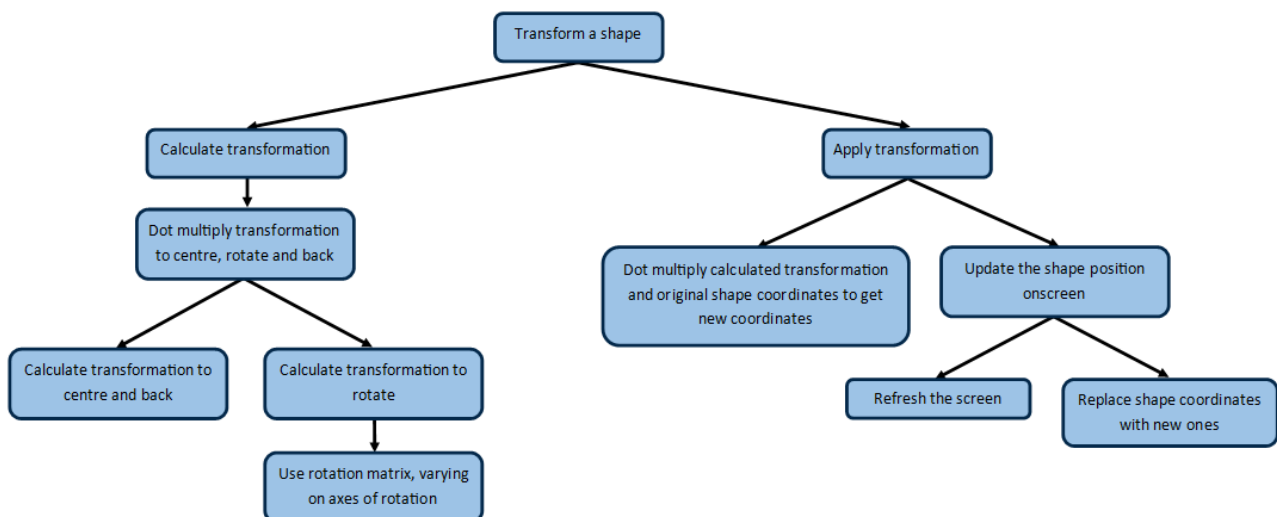 Transform a shape
Calculate transformation
Apply transformation
Dot multiply transformation
to centre, rotate and back
Dot multiply calculated transformation
and original shape coordinates to get
new coordinates
Update the shape position
onscreen
Calculate transformation to
centre and back
Calculate transformation to
rotate
Refresh the screen
Replace shape coordinates
with new ones
Use rotation matrix, varying
on axes of rotation